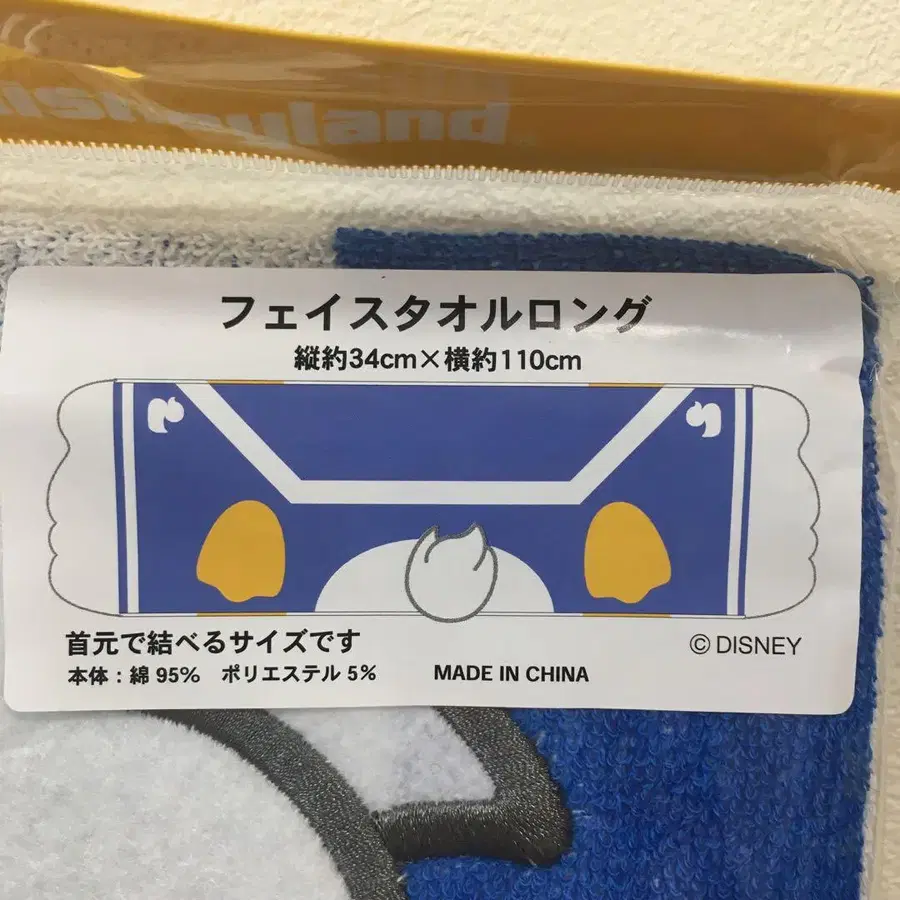 フェイスタオルロング
縦約34cm×横約110cm
首元で結べるサイズです
©DISNEY
本体:綿 95% ポリエステル 5%
MADE IN CHINA